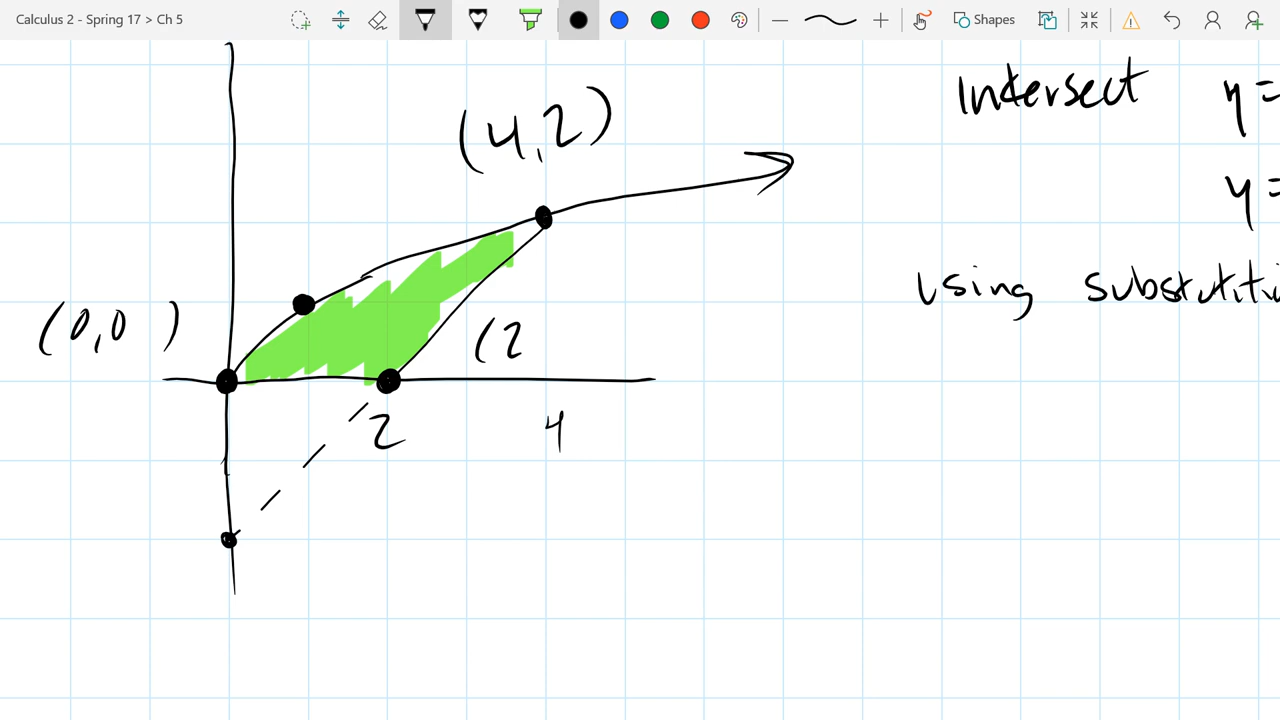 Calculus 2 - Spring 17 > Ch 5
Shapes
Intersect y=
y=
(4,2)
using substituti
(0,0)
(2
2
4